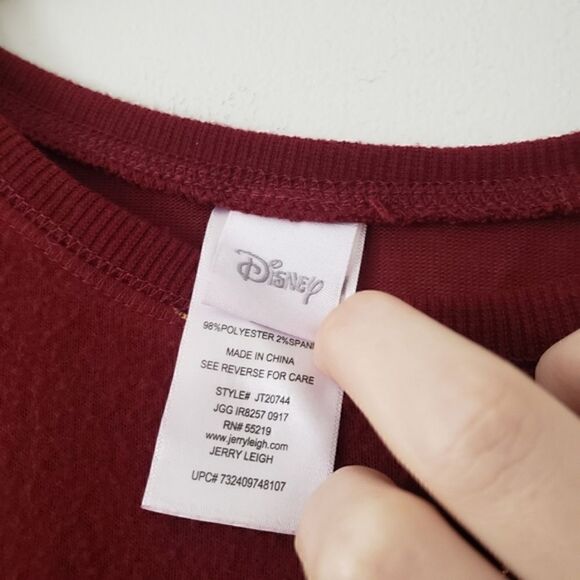 Disney
98%POLYESTER 2%SPAN
MADE IN CHINA
SEE REVERSE FOR CARE
STYLE# JT20744
JGG IR8257 0917
RN# 55219
www.jerryleigh.com
JERRY LEIGH
UPC# 732409748107